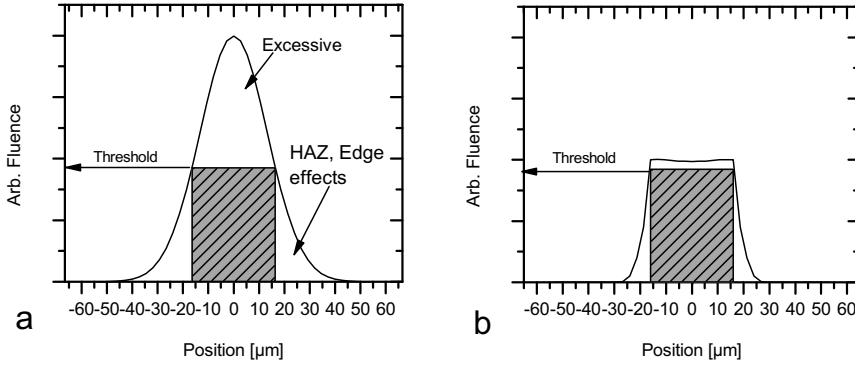 Excessive
Threshold
HAZ, Edge
effects
Arb. Fluence
-60-50-40-30-20-10 0 10 20 30 40 50 60
Position [µm]
a
Threshold
Arb. Fluence
-60 -50 -40 -30 -20 -10 0 10 20 30 40 50 60
Position [µm]
b